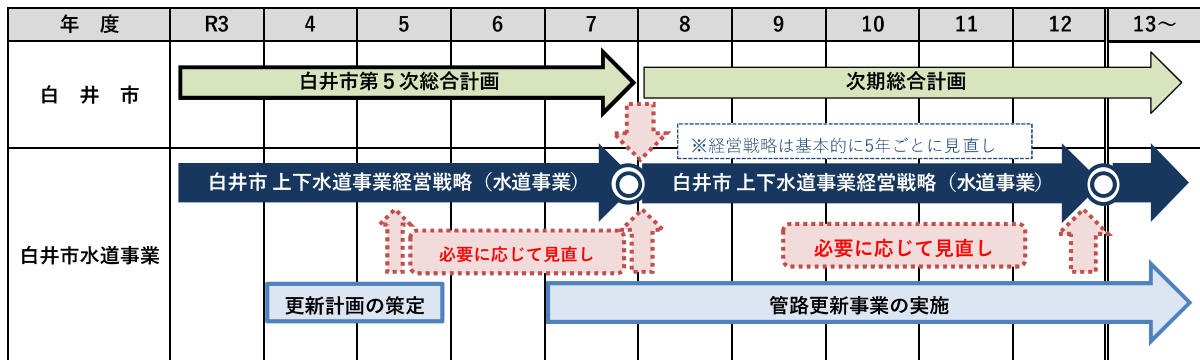 年　度 R3 4 5 6 7 8 9 10 11 12 13～
白　井　市
白井市第５次総合計画 次期総合計画
※経営戦略は基本的に5年ごとに見直し
白井市水道事業
白井市 上下水道事業経営戦略（水道事業） 白井市 上下水道事業経営戦略（水道事業）
必要に応じて見直し 必要に応じて見直し
更新計画の策定 管路更新事業の実施